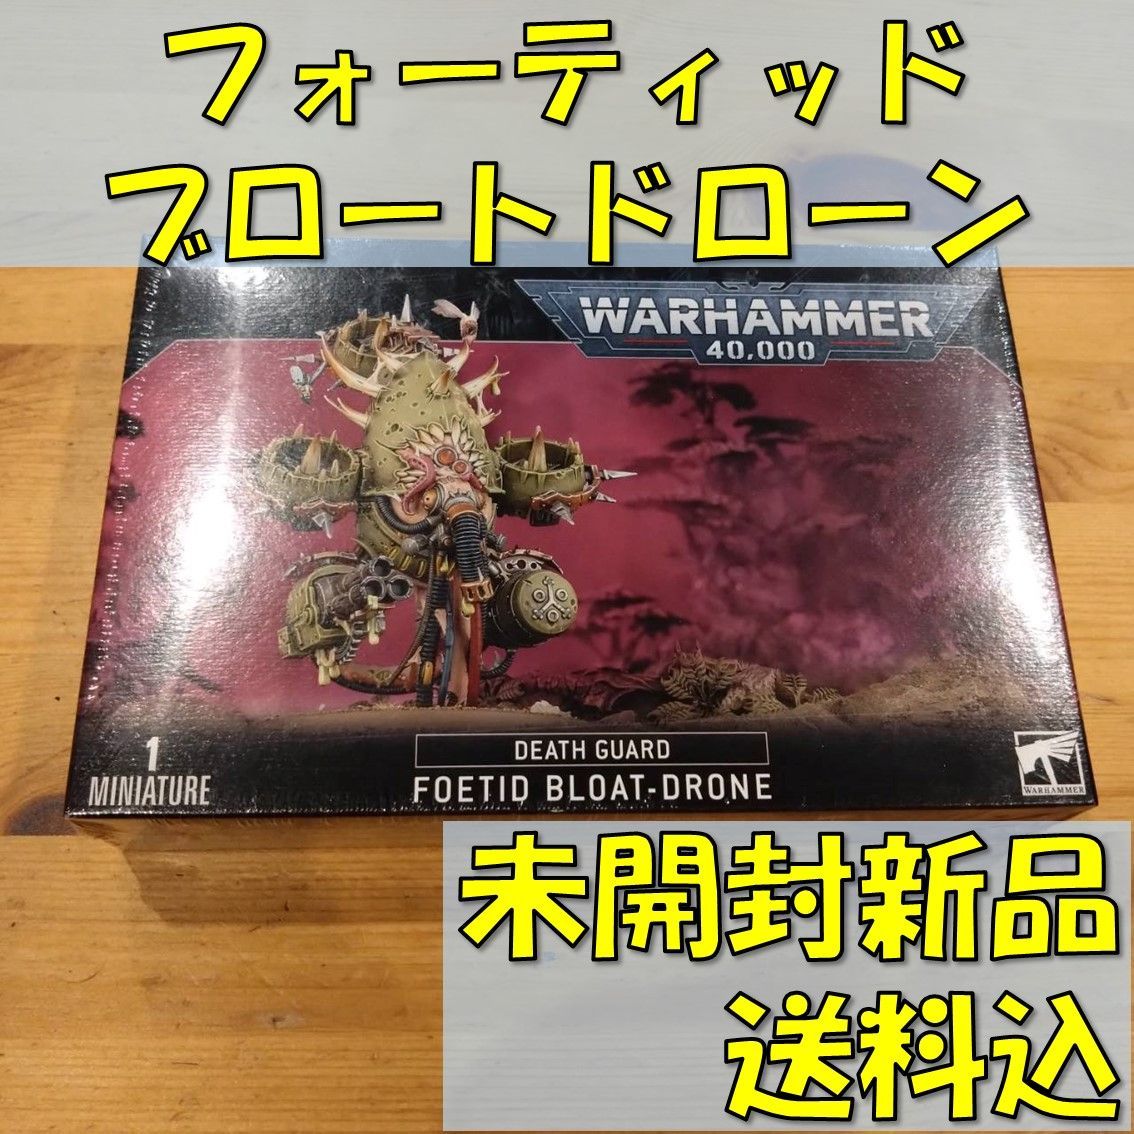 フォーティッド
ブロートドローン
WARHAMMER
40,000
1
MINIATURE
DEATH GUARD
FOETID BLOAT-DRONE
WARHAMMER
未開封新品
送料込